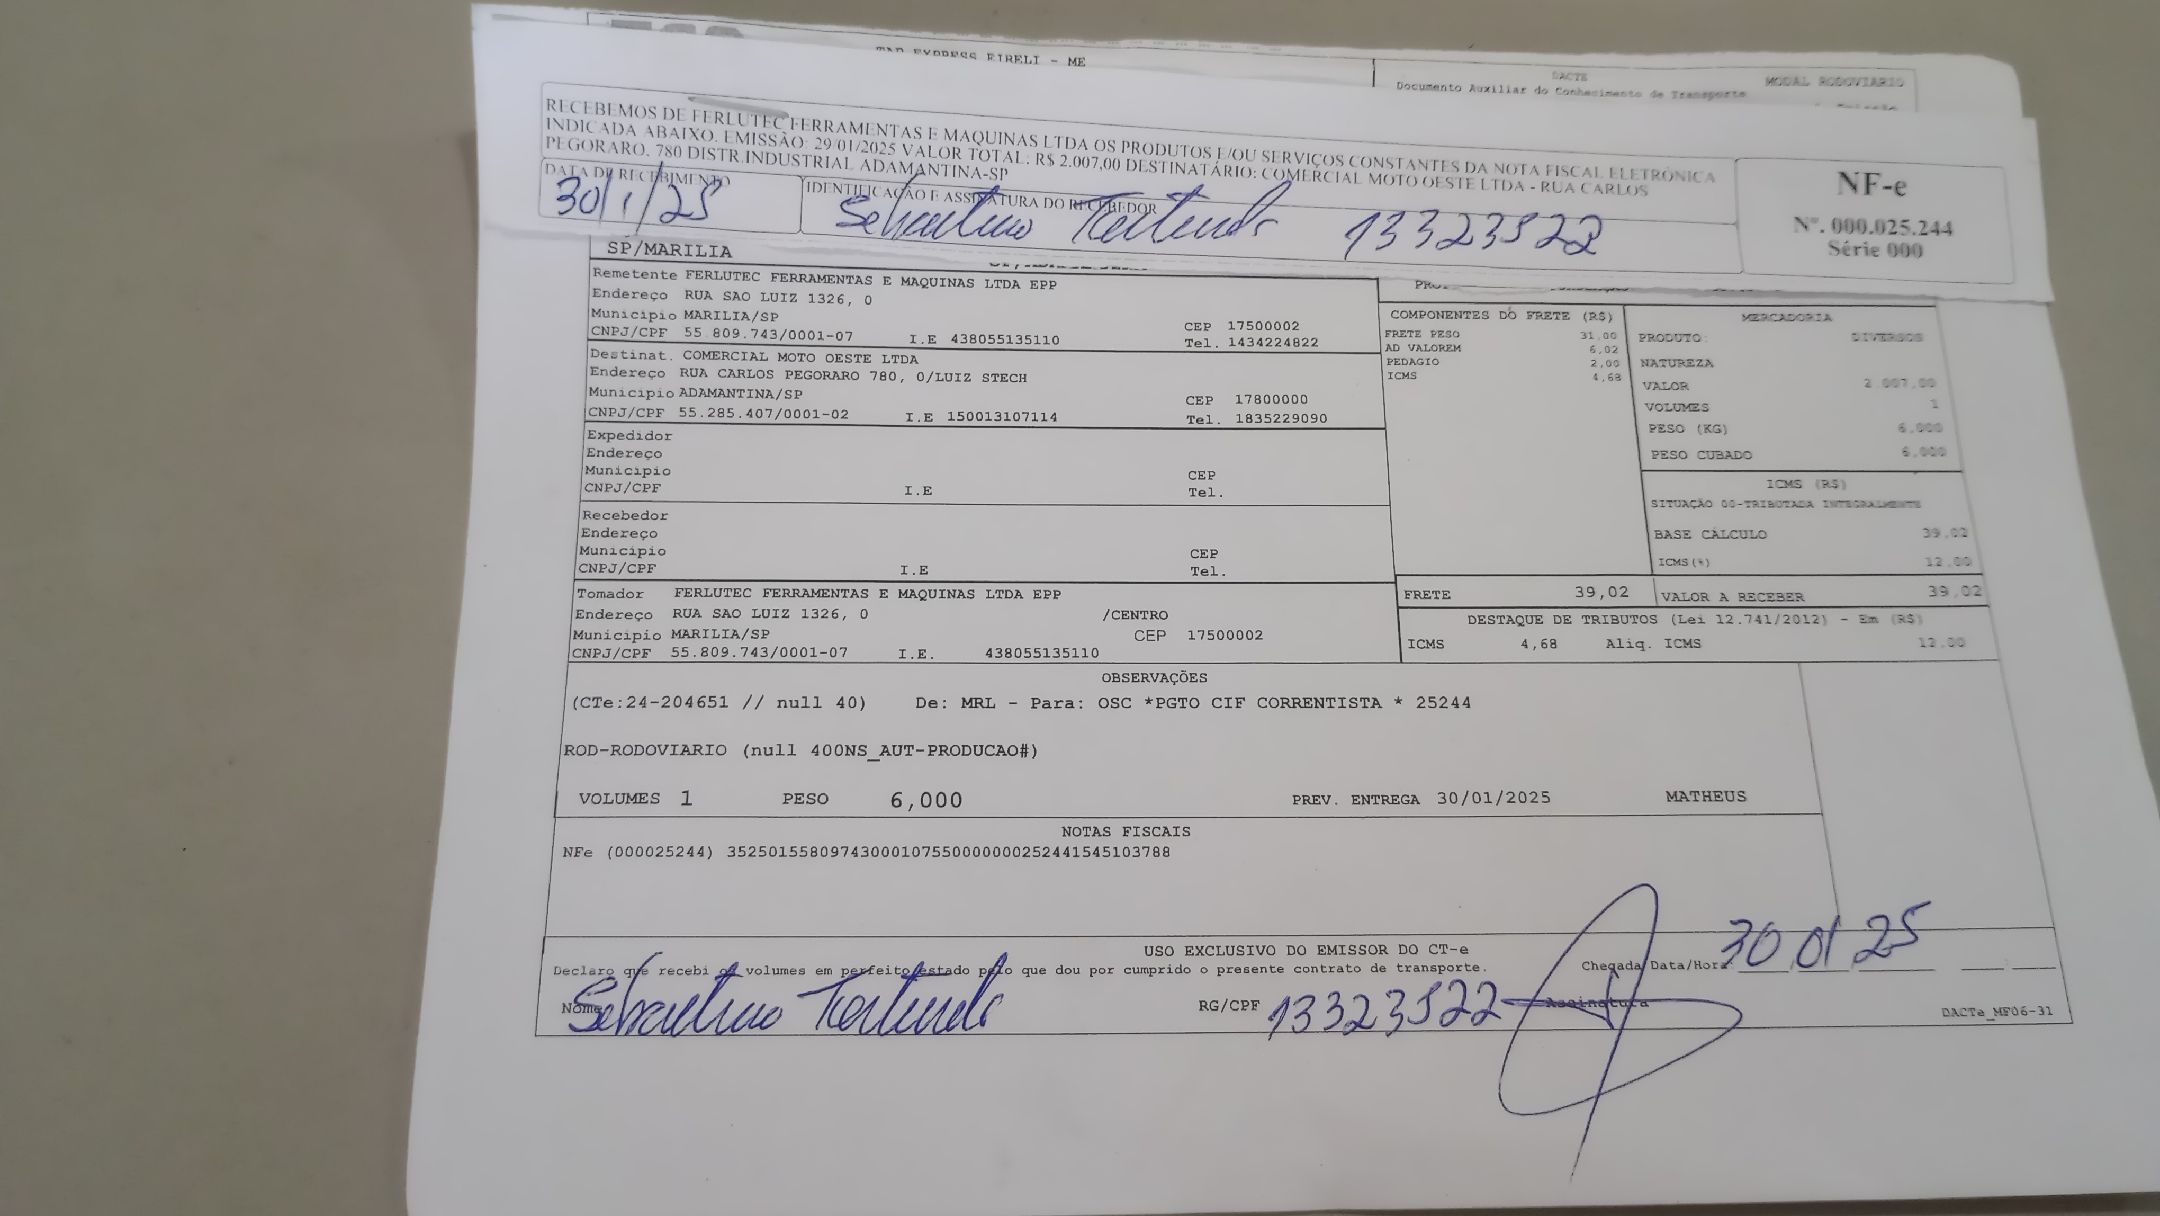 EXPRESS EIRELI - ME
DACTE
Documento Auxiliar do Conhecimento de Transporte
MODAL RODOVIARIO
RECEBEMOS DE FERLUTEC FERRAMENTAS E MAQUINAS LTDA OS PRODUTOS E/OU SERVIÇOS CONSTANTES DA NOTA FISCAL ELETRÔNICA
INDICADA ABAIXO. EMISSÃO: 29/01/2025 VALOR TOTAL: R$ 2.007,00 DESTINATÁRIO: COMERCIAL MOTO OESTE LTDA - RUA CARLOS
PEGORARO, 780 DISTR.INDUSTRIAL ADAMANTINA-SP
DATA DE RECEBIMENTO
30/1/25
IDENTIFICAÇÃO E ASSINATURA DO RECEBEDOR
Sebastiao 13323522
NF-e
Nº. 000.025.244
Série 000
SP/MARILIA
Remetente FERLUTEC FERRAMENTAS E MAQUINAS LTDA EPP
Endereço RUA SAO LUIZ 1326, 0
Municipio MARILIA/SP
CEP 17500002
CNPJ/CPF 55.809.743/0001-07 I.E 438055135110 Tel. 1434224822
Destinat. COMERCIAL MOTO OESTE LTDA
Endereço RUA CARLOS PEGORARO 780, 0/LUIZ STECH
Municipio ADAMANTINA/SP CEP 17800000
CNPJ/CPF 55.285.407/0001-02 I.E 150013107114 Tel. 1835229090
Expedidor
Endereço
Municipio CEP
CNPJ/CPF I.E Tel.
Recebedor
Endereço
Municipio CEP
CNPJ/CPF I.E Tel.
Tomador FERLUTEC FERRAMENTAS E MAQUINAS LTDA EPP
Endereço RUA SAO LUIZ 1326, 0 /CENTRO
Municipio MARILIA/SP CEP 17500002
CNPJ/CPF 55.809.743/0001-07 I.E. 438055135110
COMPONENTES DO FRETE (R$)
FRETE PESO 31,00
AD VALOREM 6,02
PEDAGIO 2,00
ICMS 4,68
MERCADORIA
PRODUTO: DIVERSOS
NATUREZA
VALOR 2.007,00
VOLUMES 1
PESO (KG) 6,000
PESO CUBADO 6,000
ICMS (R$)
SITUAÇÃO 00-TRIBUTADA INTEGRALMENTE
BASE CÁLCULO 39,02
ICMS(%) 12,00
FRETE 39,02 VALOR A RECEBER 39,02
DESTAQUE DE TRIBUTOS (Lei 12.741/2012) - Em (R$)
ICMS 4,68 Aliq. ICMS 12.00
OBSERVAÇÕES
(CTe:24-204651 // null 40) De: MRL - Para: OSC *PGTO CIF CORRENTISTA * 25244
ROD-RODOVIARIO (null 400NS_AUT-PRODUCAO#)
VOLUMES 1 PESO 6,000 PREV. ENTREGA 30/01/2025 MATHEUS
NOTAS FISCAIS
NFe (000025244) 35250155809743000107550000000252441545103788
USO EXCLUSIVO DO EMISSOR DO CT-e
Declaro que recebi os volumes em perfeito estado pelo que dou por cumprido o presente contrato de transporte.
Chegada Data/Hora 30 01 25
Nome Sebastiao
RG/CPF 13323522
Assinatura
DACTe_MF06-31